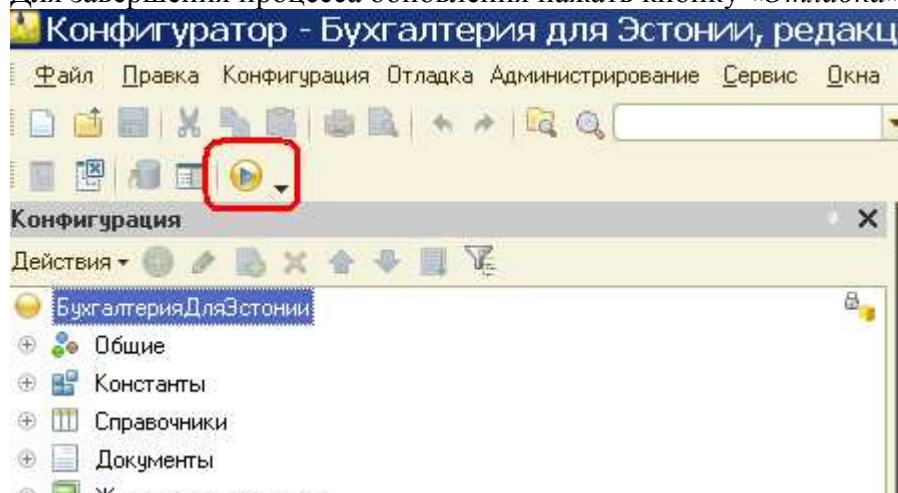 Для завершения процесса обновления нажать кнопку «Отладка»
Конфигуратор - Бухгалтерия для Эстонии, редакц
Файл Правка Конфигурация Отладка Администрирование Сервис Окна
Конфигурация
Действия
БухгалтерияДляЭстонии
Общие
Константы
Справочники
Документы